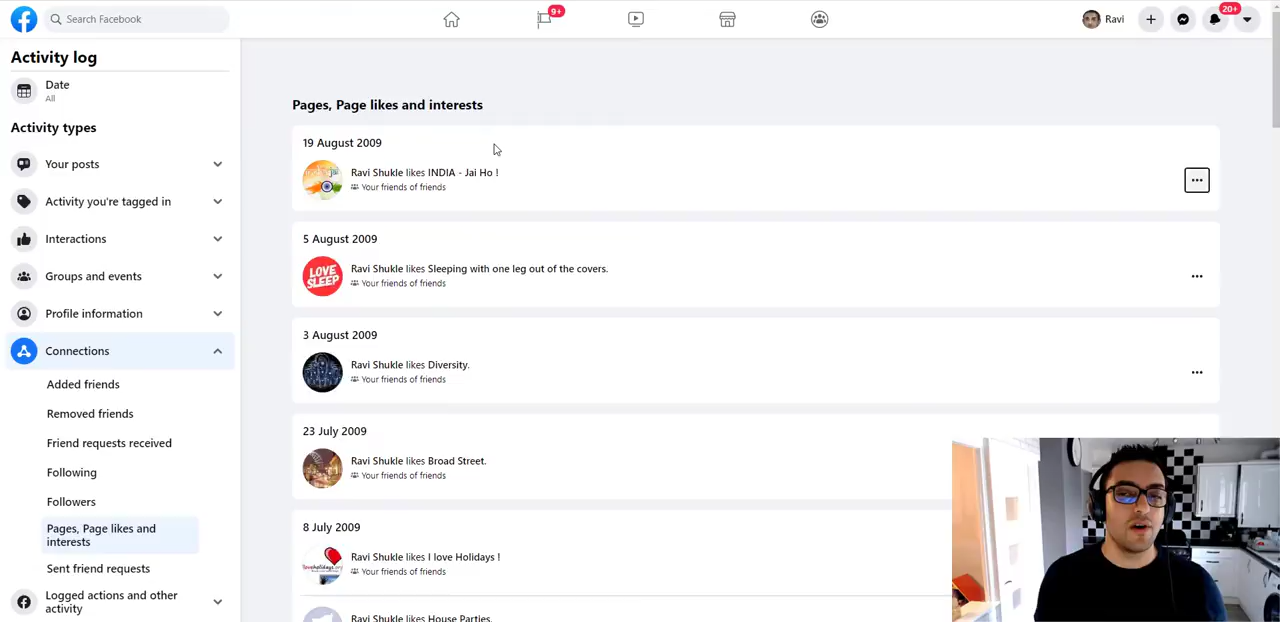 Search Facebook
9+
Ravi
20+
Activity log
Date
All
Activity types
Your posts
Activity you're tagged in
Interactions
Groups and events
Profile information
Connections
Added friends
Removed friends
Friend requests received
Following
Followers
Pages, Page likes and
interests
Sent friend requests
Logged actions and other
activity
Pages, Page likes and interests
19 August 2009
Ravi Shukle likes INDIA - Jai Ho !
Your friends of friends
5 August 2009
LOVE
SLEEP
Ravi Shukle likes Sleeping with one leg out of the covers.
Your friends of friends
3 August 2009
Ravi Shukle likes Diversity.
Your friends of friends
23 July 2009
Ravi Shukle likes Broad Street.
Your friends of friends
8 July 2009
Ravi Shukle likes I love Holidays !
Your friends of friends
Ravi Shukle likes House Parties.